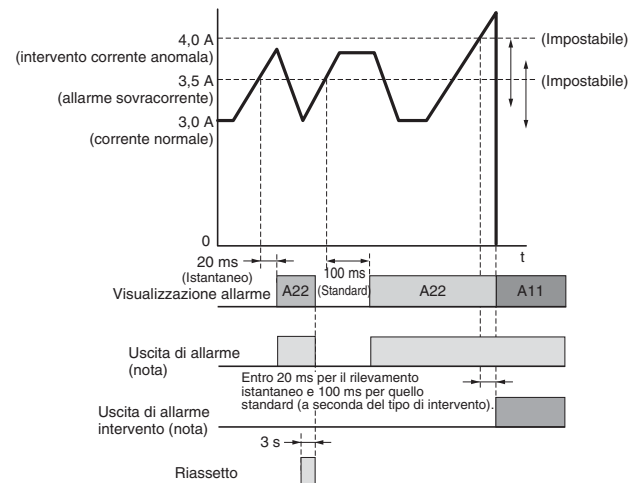 4,0 A
(intervento corrente anomala)
3,5 A
(allarme sovracorrente)
3,0 A
(corrente normale)
(Impostabile)
(Impostabile)
0
t
20 ms
(Istantaneo)
100 ms
(Standard)
Visualizzazione allarme
A22
A22
A11
Uscita di allarme
(nota)
Entro 20 ms per il rilevamento
istantaneo e 100 ms per quello
standard (a seconda del tipo di intervento).
Uscita di allarme
intervento (nota)
3 s
Riassetto